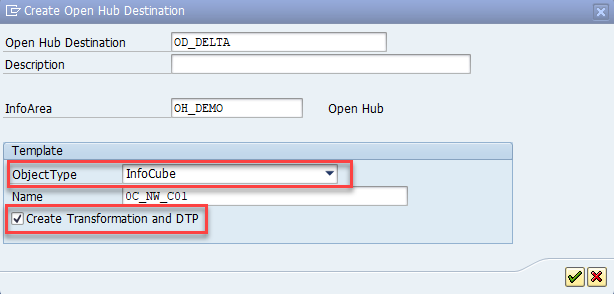 Create Open Hub Destination
Open Hub Destination OD_DELTA
Description
InfoArea OH_DEMO Open Hub
Template
ObjectType InfoCube
Name 0C_NW_C01
Create Transformation and DTP